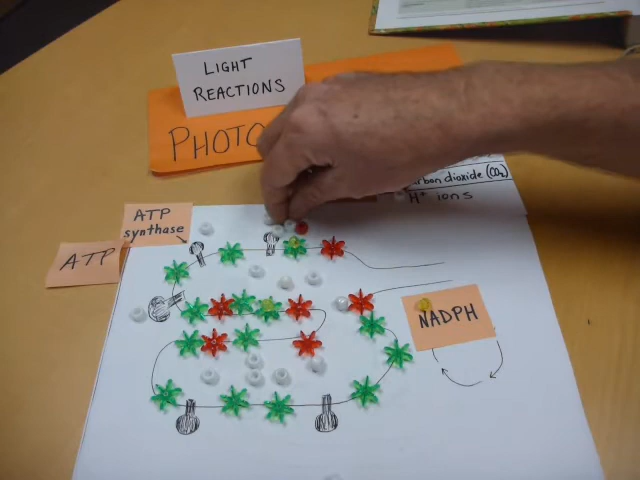 LIGHT
REACTIONS
PHOTO
carbon dioxide (CO₂)
H⁺ ions
ATP
synthase
ATP
NADPH